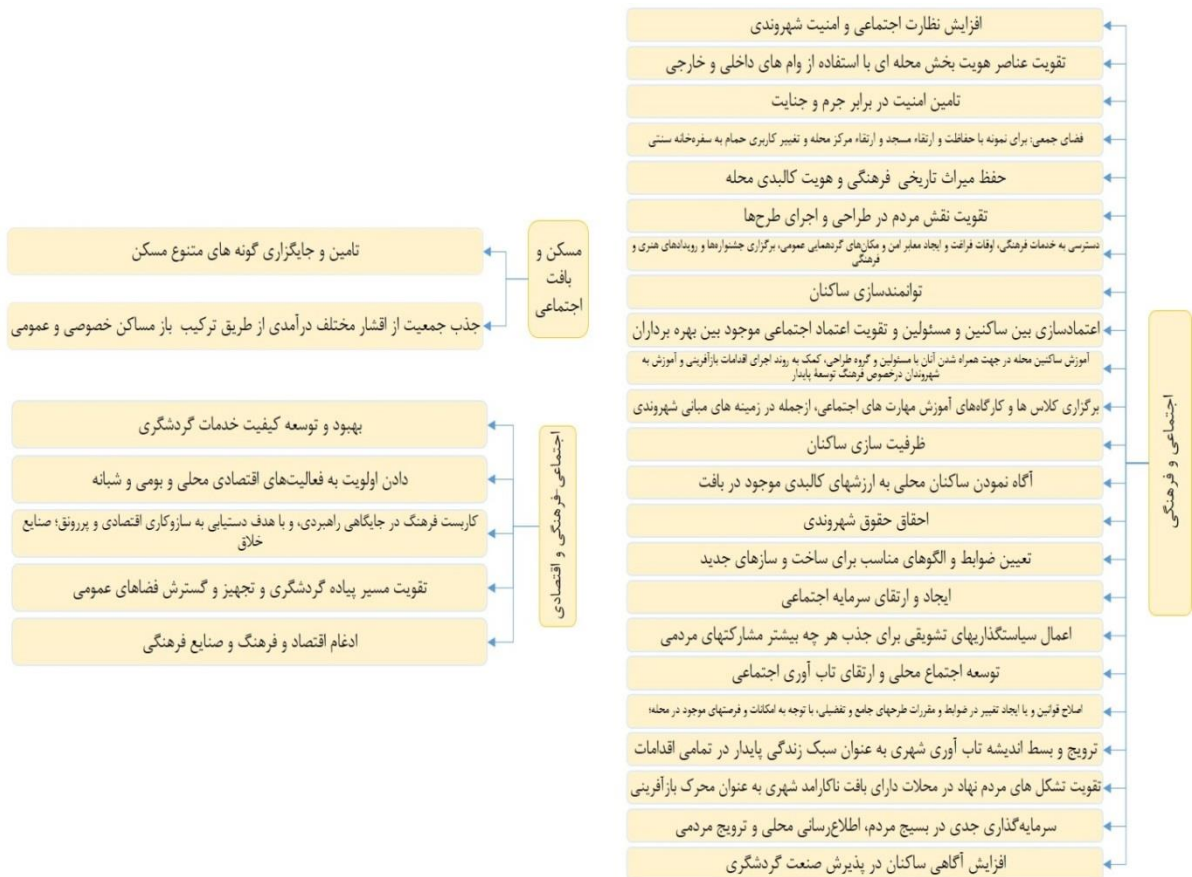 اجتماعی و فرهنگی
افزایش نظارت اجتماعی و امنیت شهروندی
تقویت عناصر هویت بخش محله ای با استفاده از وام های داخلی و خارجی
تامین امنیت در برابر جرم و جنایت
فضای جمعی: برای نمونه با حفاظت و ارتقاء مسجد و ارتقاء مرکز محله و تغییر کاربری حمام به سفره‌خانه سنتی
حفظ میراث تاریخی فرهنگی و هویت کالبدی محله
تقویت نقش مردم در طراحی و اجرای طرح‌ها
دسترسی به خدمات فرهنگی، اوقات فراغت و ایجاد معابر امن و مکان‌های گردهمایی عمومی، برگزاری جشنواره‌ها و رویدادهای هنری و
فرهنگی
توانمندسازی ساکنان
اعتمادسازی بین ساکنین و مسئولین و تقویت اعتماد اجتماعی موجود بین بهره برداران
آموزش ساکنین محله در جهت همراه شدن آنان با مسئولین و گروه طراحی، کمک به روند اجرای اقدامات بازآفرینی و آموزش به
شهروندان درخصوص فرهنگ توسعۀ پایدار
برگزاری کلاس ها و کارگاه‌های آموزش مهارت های اجتماعی، ازجمله در زمینه های مبانی شهروندی
ظرفیت سازی ساکنان
آگاه نمودن ساکنان محلی به ارزشهای کالبدی موجود در بافت
احقاق حقوق شهروندی
تعیین ضوابط و الگوهای مناسب برای ساخت و سازهای جدید
ایجاد و ارتقای سرمایه اجتماعی
اعمال سیاستگذاریهای تشویقی برای جذب هر چه بیشتر مشارکتهای مردمی
توسعه اجتماع محلی و ارتقای تاب آوری اجتماعی
اصلاح قوانین و یا ایجاد تغییر در ضوابط و مقررات طرحهای جامع و تفضیلی، با توجه به امکانات و فرصتهای موجود در محله؛
ترویج و بسط اندیشه تاب آوری شهری به عنوان سبک زندگی پایدار در تمامی اقدامات
تقویت تشکل های مردم نهاد در محلات دارای بافت ناکارامد شهری به عنوان محرک بازآفرینی
سرمایه‌گذاری جدی در بسیج مردم، اطلاع‌رسانی محلی و ترویج مردمی
افزایش آگاهی ساکنان در پذیرش صنعت گردشگری
مسکن و
بافت
اجتماعی
تامین و جایگزاری گونه های متنوع مسکن
جذب جمعیت از اقشار مختلف درآمدی از طریق ترکیب باز مساکن خصوصی و عمومی
اجتماعی-فرهنگی و اقتصادی
بهبود و توسعه کیفیت خدمات گردشگری
دادن اولویت به فعالیت‌های اقتصادی محلی و بومی و شبانه
کاربست فرهنگ در جایگاهی راهبردی، و با هدف دستیابی به سازوکاری اقتصادی و پررونق؛ صنایع
خلاق
تقویت مسیر پیاده گردشگری و تجهیز و گسترش فضاهای عمومی
ادغام اقتصاد و فرهنگ و صنایع فرهنگی